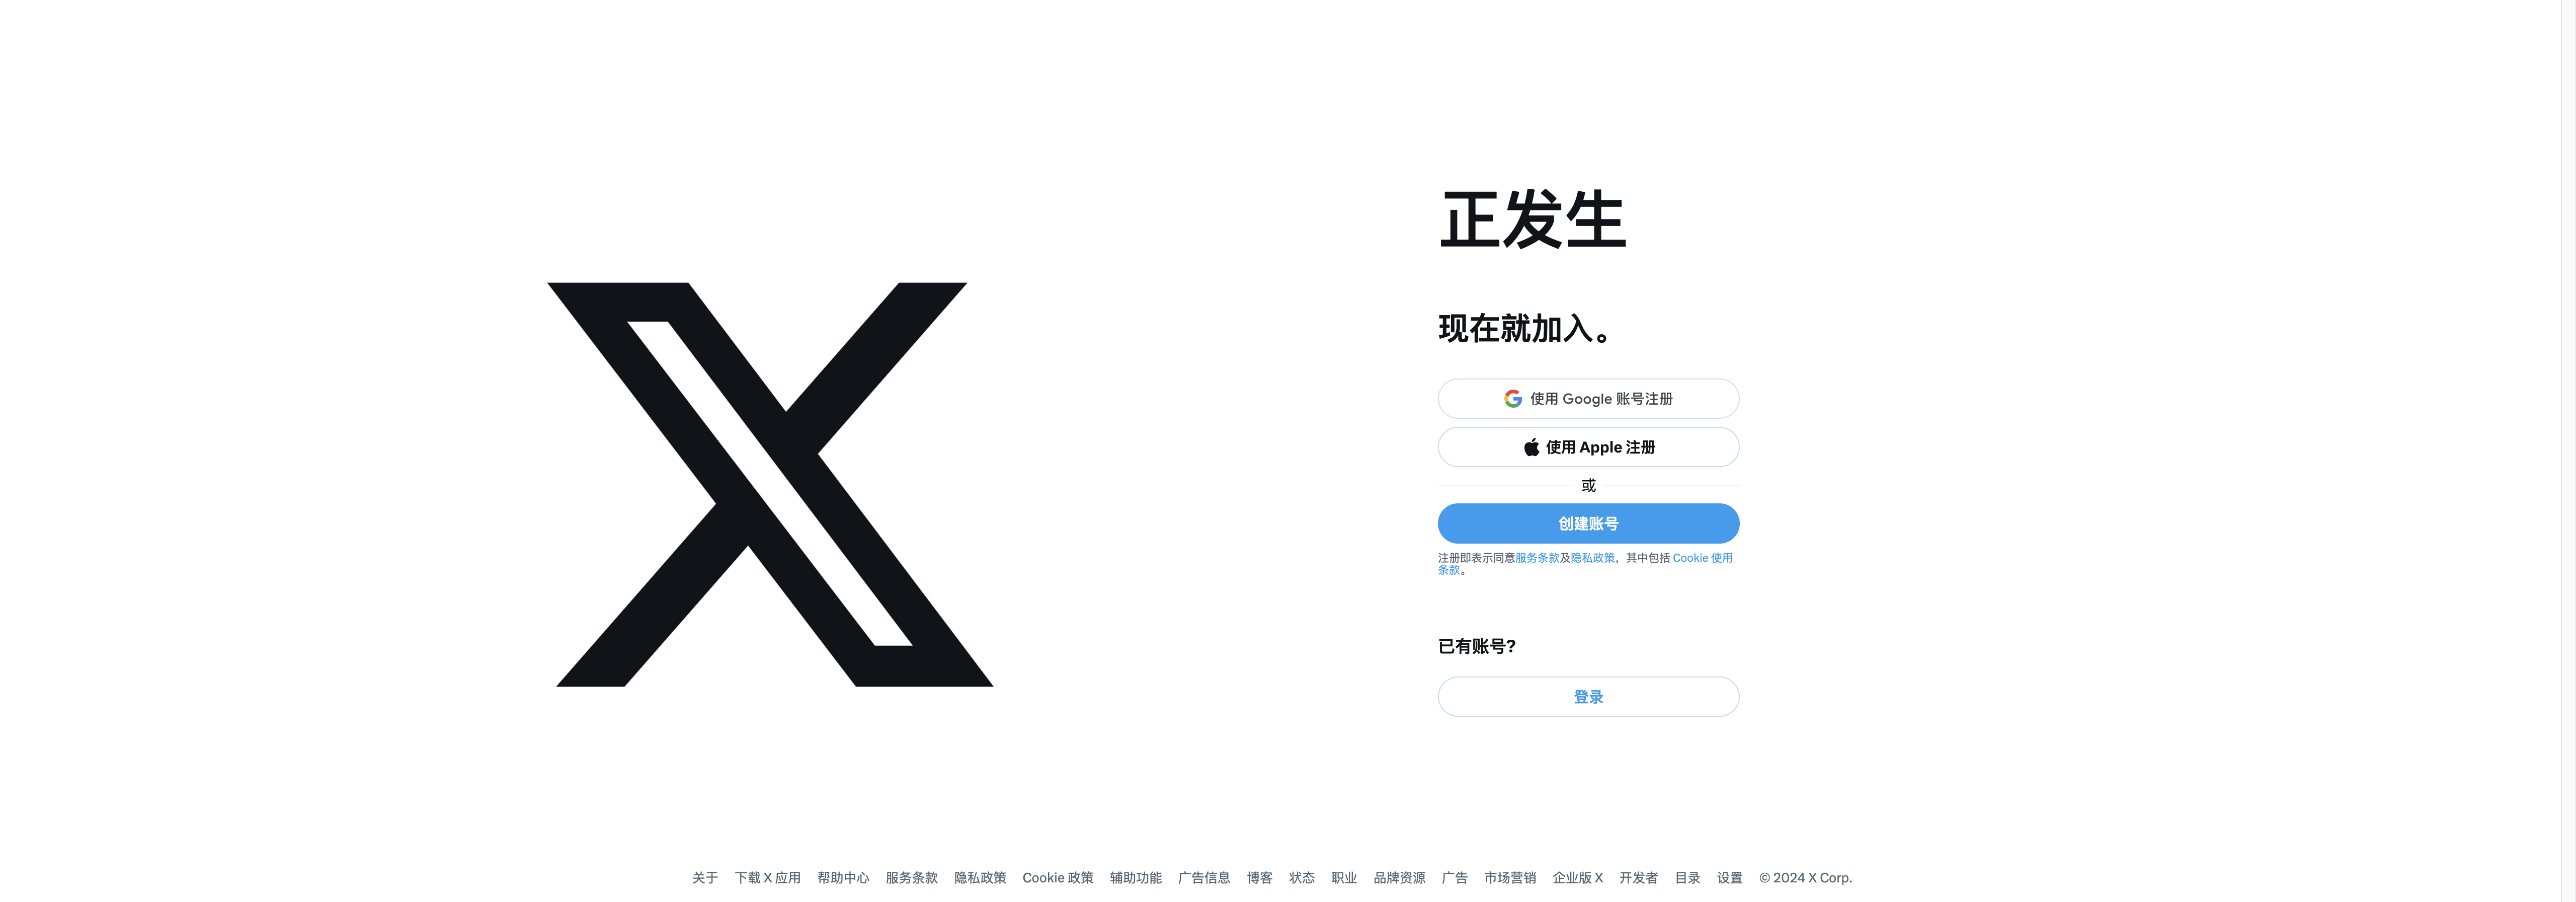 正发生
现在就加入。
使用 Google 账号注册
使用 Apple 注册
或
创建账号
注册即表示同意服务条款及隐私政策，其中包括 Cookie 使用
条款。
已有账号?
登录
关于 下载 X 应用 帮助中心 服务条款 隐私政策 Cookie 政策 辅助功能 广告信息 博客 状态 职业 品牌资源 广告 市场营销 企业版 X 开发者 目录 设置 © 2024 X Corp.